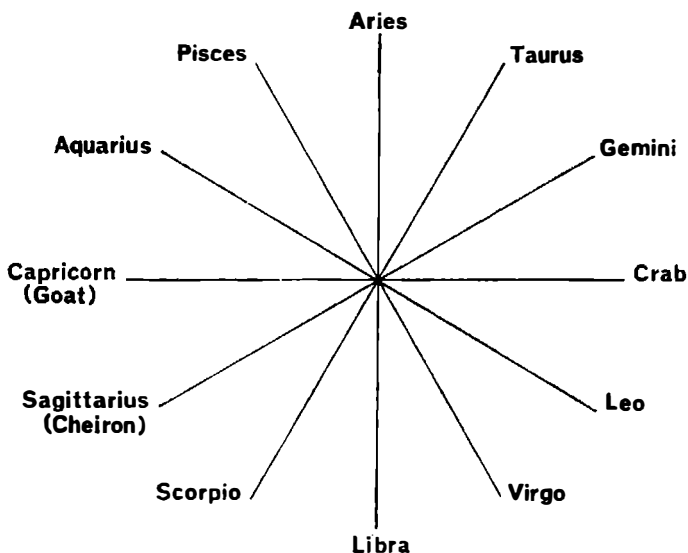 Aries
Pisces
Taurus
Aquarius
Gemini
Capricorn
(Goat)
Crab
Sagittarius
(Cheiron)
Leo
Scorpio
Virgo
Libra